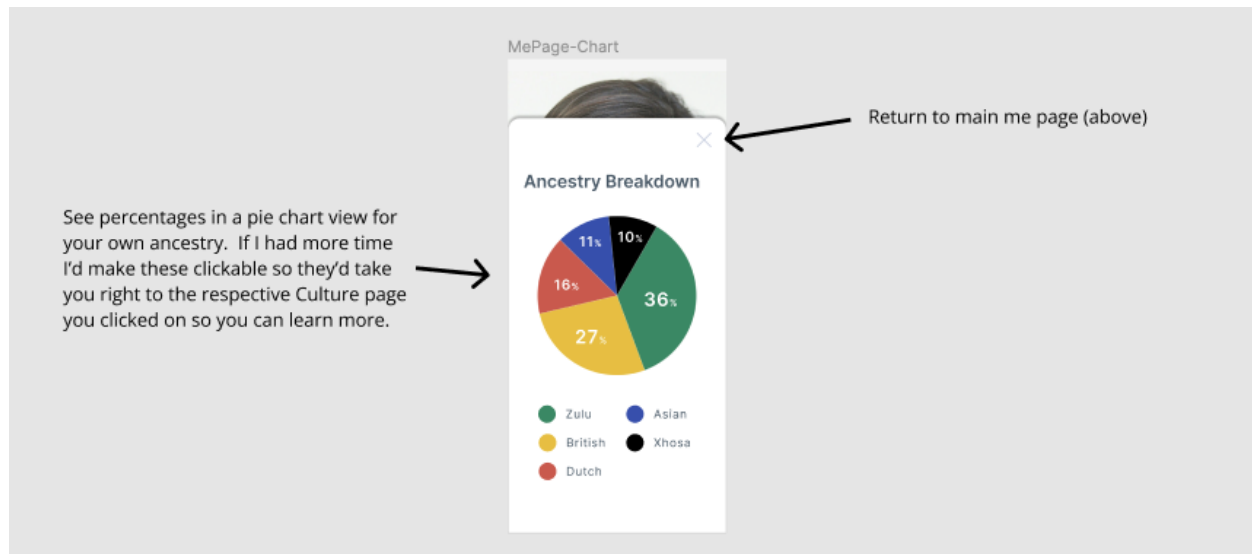 MePage-Chart
Return to main me page (above)
Ancestry Breakdown
See percentages in a pie chart view for
your own ancestry.  If I had more time
I'd make these clickable so they'd take
you right to the respective Culture page
you clicked on so you can learn more.
11%
10%
16%
36%
27%
Zulu
Asian
British
Xhosa
Dutch